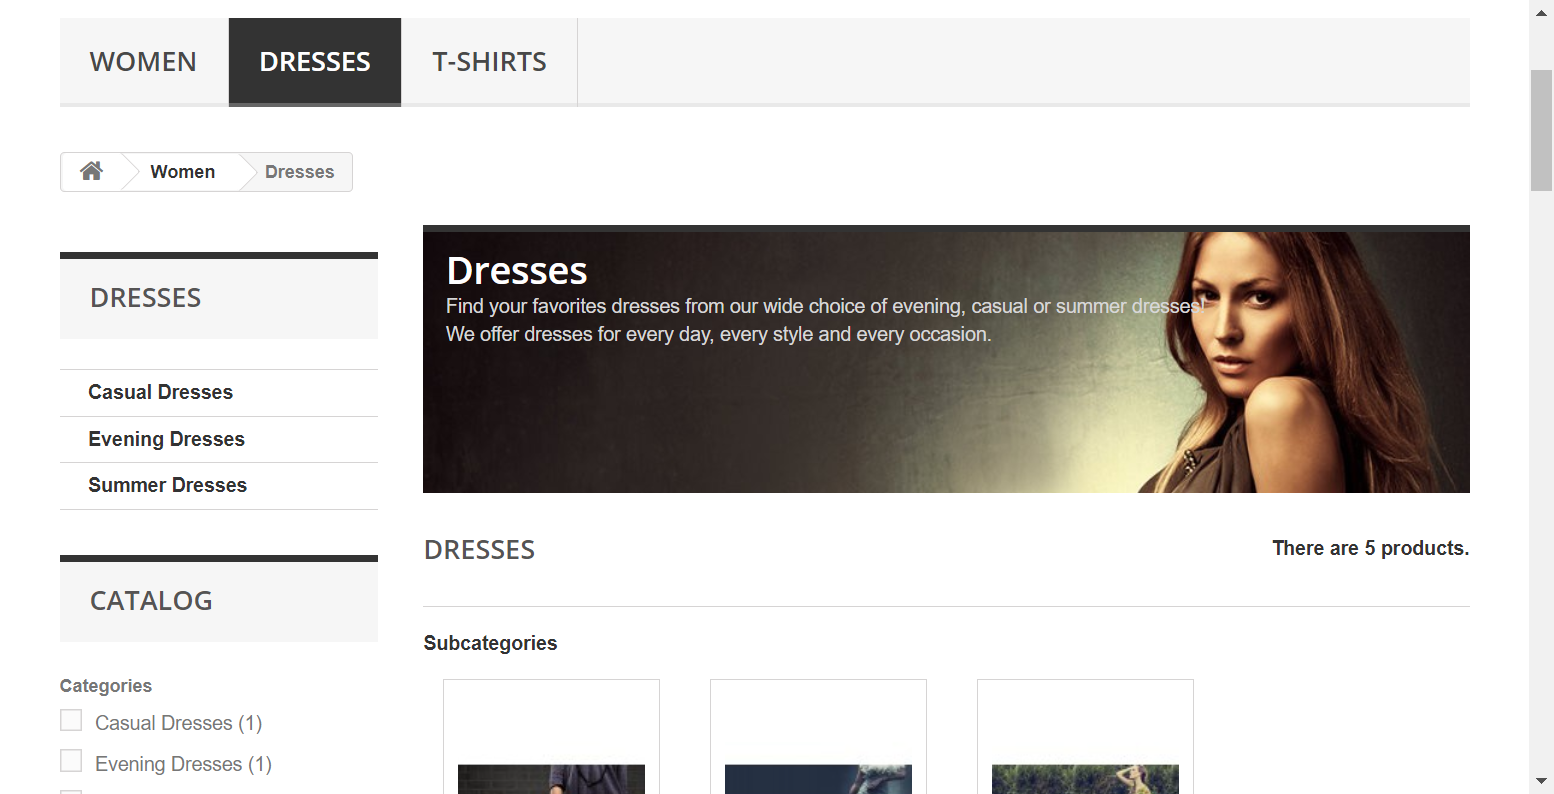 WOMEN DRESSES T-SHIRTS
Women Dresses
DRESSES
Casual Dresses
Evening Dresses
Summer Dresses
CATALOG
Categories
Casual Dresses (1)
Evening Dresses (1)
Dresses
Find your favorites dresses from our wide choice of evening, casual or summer dresses!
We offer dresses for every day, every style and every occasion.
DRESSES
There are 5 products.
Subcategories